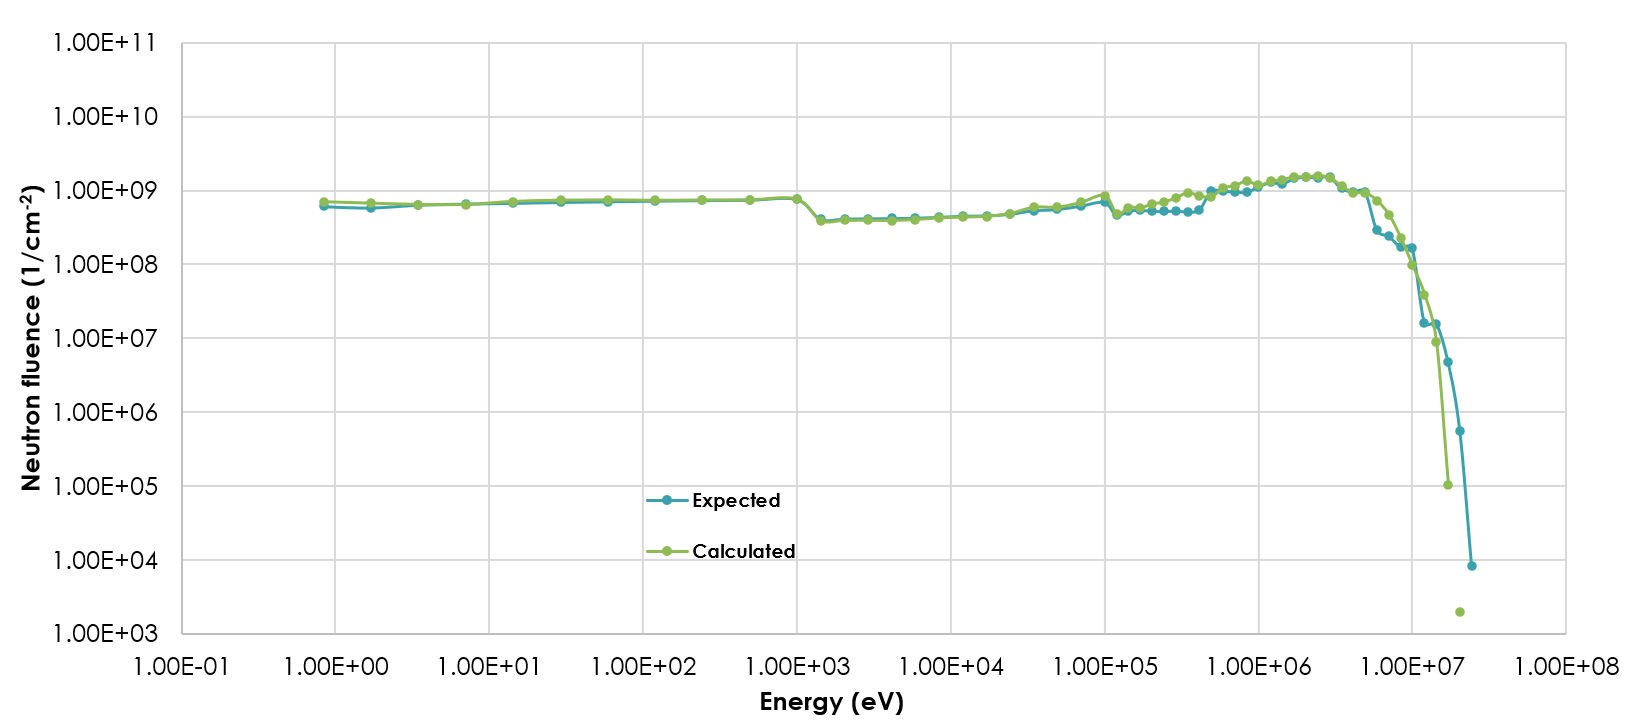 1.00E+11
1.00E+10
1.00E+09
1.00E+08
1.00E+07
1.00E+06
1.00E+05
1.00E+04
1.00E+03
Neutron fluence (1/cm⁻²)
Expected
Calculated
1.00E-01 1.00E+00 1.00E+01 1.00E+02 1.00E+03 1.00E+04 1.00E+05 1.00E+06 1.00E+07 1.00E+08
Energy (eV)